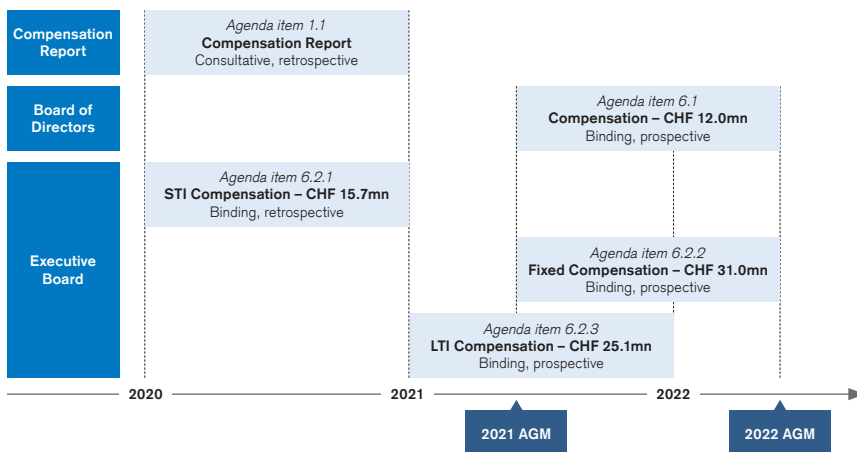 Compensation
Report
Agenda item 1.1
Compensation Report
Consultative, retrospective
Board of
Directors
Agenda item 6.1
Compensation – CHF 12.0mn
Binding, prospective
Executive
Board
Agenda item 6.2.1
STI Compensation – CHF 15.7mn
Binding, retrospective
Agenda item 6.2.2
Fixed Compensation – CHF 31.0mn
Binding, prospective
Agenda item 6.2.3
LTI Compensation – CHF 25.1mn
Binding, prospective
2020
2021
2022
2021 AGM
2022 AGM